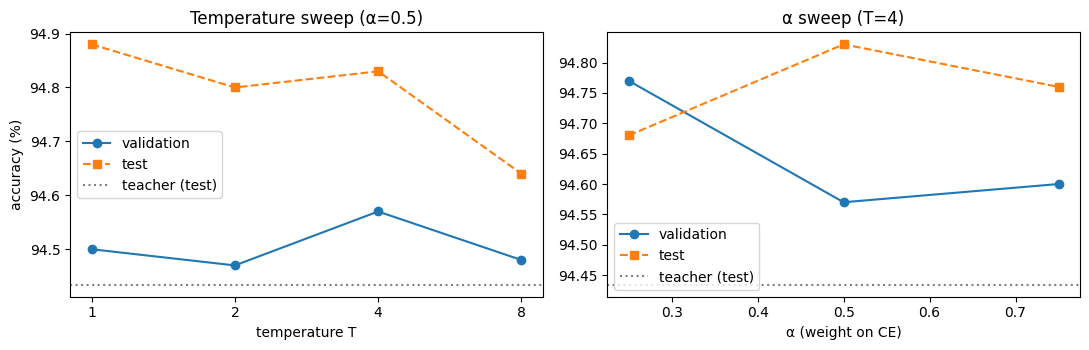 Temperature sweep (α=0.5)
accuracy (%)
94.9
94.8
94.7
94.6
94.5
validation
test
teacher (test)
1
2
4
8
temperature T
α sweep (T=4)
94.80
94.75
94.70
94.65
94.60
94.55
94.50
94.45
validation
test
teacher (test)
0.3
0.4
0.5
0.6
0.7
α (weight on CE)